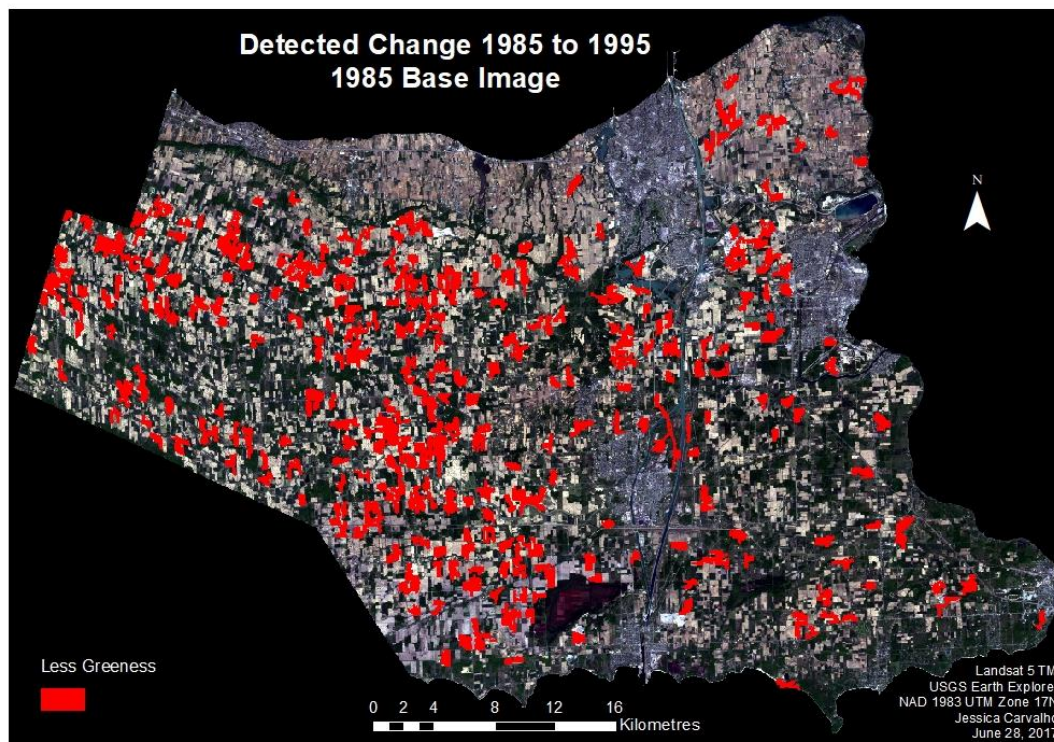 Detected Change 1985 to 1995
1985 Base Image
N
Less Greeness
0 2 4 8 12 16
Kilometres
Landsat 5 TM
USGS Earth Explore
NAD 1983 UTM Zone 17N
Jessica Carvalho
June 28, 2017